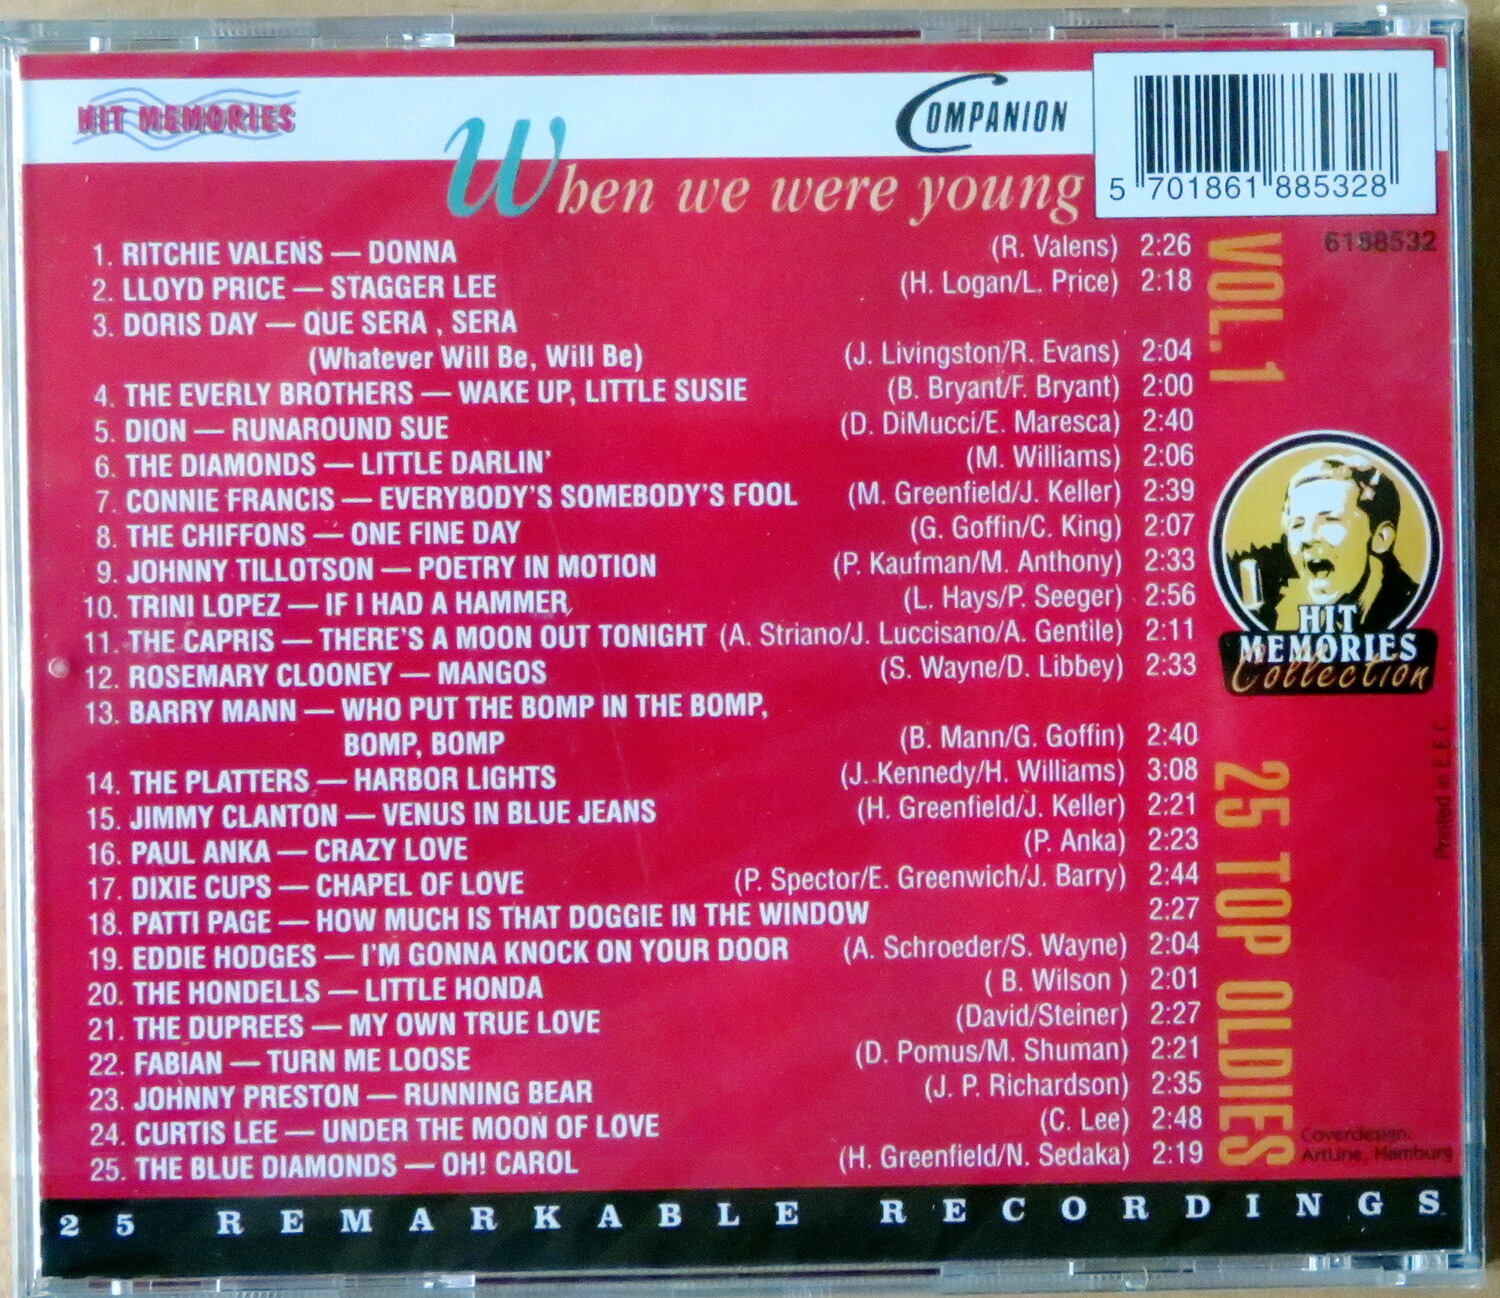 HIT MEMORIES
COMPANION
When we were young
5 701861 885328
6188532
VOL. 1
1. RITCHIE VALENS — DONNA (R. Valens) 2:26
2. LLOYD PRICE — STAGGER LEE (H. Logan/L. Price) 2:18
3. DORIS DAY — QUE SERA , SERA
(Whatever Will Be, Will Be) (J. Livingston/R. Evans) 2:04
4. THE EVERLY BROTHERS — WAKE UP, LITTLE SUSIE (B. Bryant/F. Bryant) 2:00
5. DION — RUNAROUND SUE (D. DiMucci/E. Maresca) 2:40
6. THE DIAMONDS — LITTLE DARLIN' (M. Williams) 2:06
7. CONNIE FRANCIS — EVERYBODY'S SOMEBODY'S FOOL (M. Greenfield/J. Keller) 2:39
8. THE CHIFFONS — ONE FINE DAY (G. Goffin/C. King) 2:07
9. JOHNNY TILLOTSON — POETRY IN MOTION (P. Kaufman/M. Anthony) 2:33
10. TRINI LOPEZ — IF I HAD A HAMMER (L. Hays/P. Seeger) 2:56
11. THE CAPRIS — THERE'S A MOON OUT TONIGHT (A. Striano/J. Luccisano/A. Gentile) 2:11
12. ROSEMARY CLOONEY — MANGOS (S. Wayne/D. Libbey) 2:33
13. BARRY MANN — WHO PUT THE BOMP IN THE BOMP,
BOMP, BOMP (B. Mann/G. Goffin) 2:40
14. THE PLATTERS — HARBOR LIGHTS (J. Kennedy/H. Williams) 3:08
15. JIMMY CLANTON — VENUS IN BLUE JEANS (H. Greenfield/J. Keller) 2:21
16. PAUL ANKA — CRAZY LOVE (P. Anka) 2:23
17. DIXIE CUPS — CHAPEL OF LOVE (P. Spector/E. Greenwich/J. Barry) 2:44
18. PATTI PAGE — HOW MUCH IS THAT DOGGIE IN THE WINDOW 2:27
19. EDDIE HODGES — I'M GONNA KNOCK ON YOUR DOOR (A. Schroeder/S. Wayne) 2:04
20. THE HONDELLS — LITTLE HONDA ( B. Wilson ) 2:01
21. THE DUPREES — MY OWN TRUE LOVE (David/Steiner) 2:27
22. FABIAN — TURN ME LOOSE (D. Pomus/M. Shuman) 2:21
23. JOHNNY PRESTON — RUNNING BEAR (J. P. Richardson) 2:35
24. CURTIS LEE — UNDER THE MOON OF LOVE (C. Lee) 2:48
25. THE BLUE DIAMONDS — OH! CAROL (H. Greenfield/N. Sedaka) 2:19
HIT
MEMORIES
Collection
25 TOP OLDIES
Printed in E.E.C.
Coverdesign:
ArtLine, Hamburg
25 REMARKABLE RECORDINGS